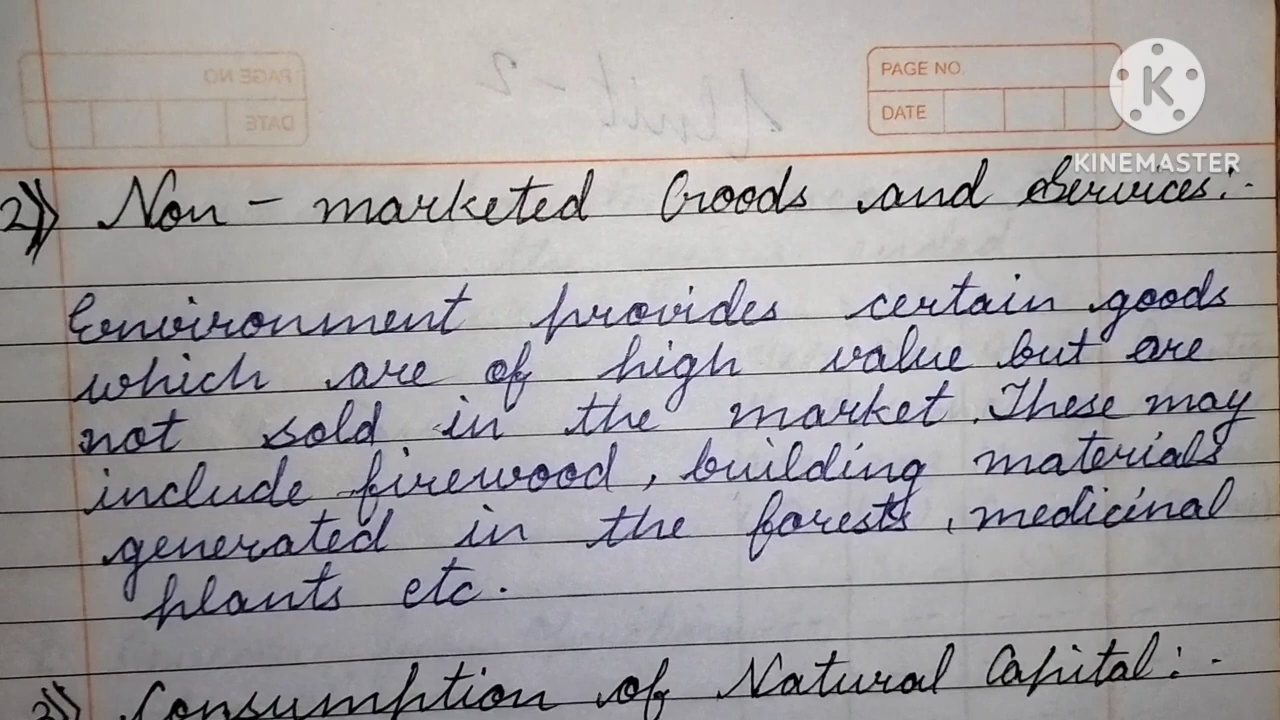 PAGE NO.
DATE
KINEMASTER
2) Non-marketed Goods and Services:-
Environment provides certain goods
which are of high value but are
not sold in the market. These may
include firewood, building materials
generated in the forests, medicinal
plants etc.
3) Consumption of Natural Capital:-